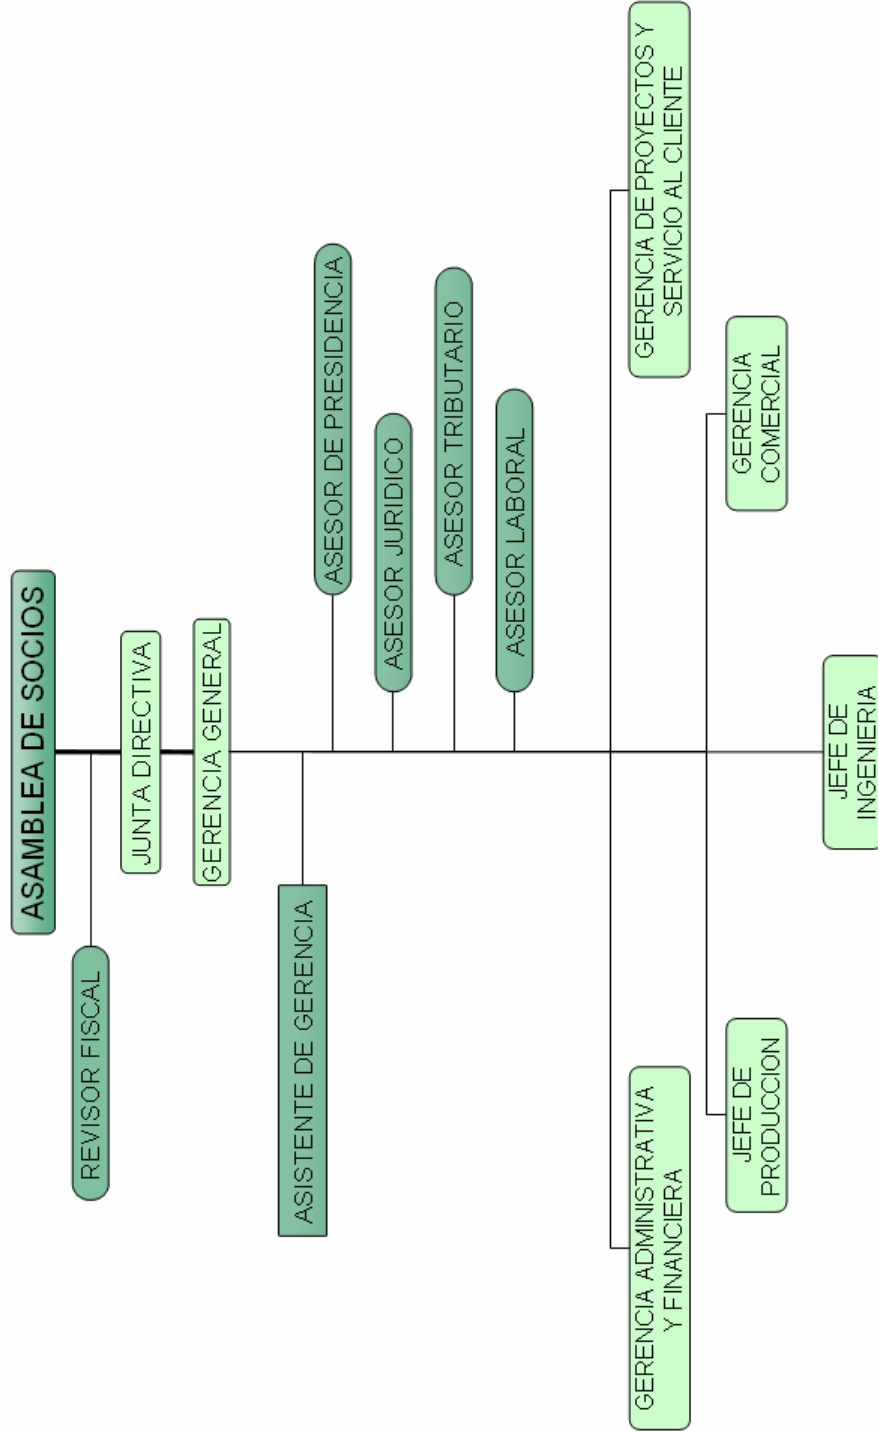 ASAMBLEA DE SOCIOS
REVISOR FISCAL
JUNTA DIRECTIVA
GERENCIA GENERAL
ASISTENTE DE GERENCIA
ASESOR DE PRESIDENCIA
ASESOR JURIDICO
ASESOR TRIBUTARIO
ASESOR LABORAL
GERENCIA ADMINISTRATIVA
Y FINANCIERA
GERENCIA DE PROYECTOS Y
SERVICIO AL CLIENTE
JEFE DE
PRODUCCION
GERENCIA
COMERCIAL
JEFE DE
INGENIERIA